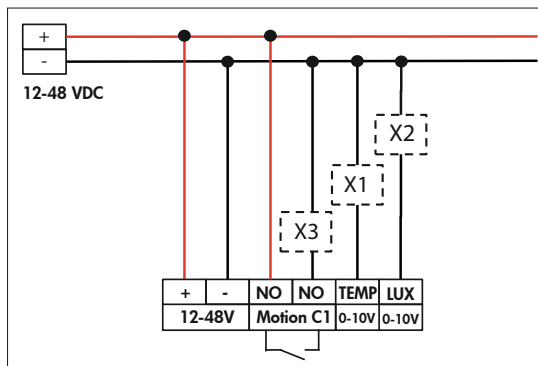 +
-
12-48 VDC
X2
X1
X3
+ - NO NO TEMP LUX
12-48V Motion C1 0-10V 0-10V